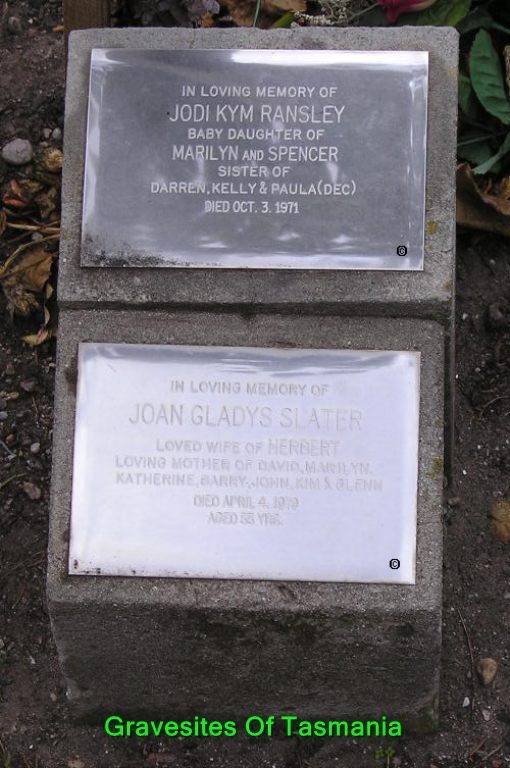 IN LOVING MEMORY OF
JODI KYM RANSLEY
BABY DAUGHTER OF
MARILYN AND SPENCER
SISTER OF
DARREN, KELLY & PAULA (DEC)
DIED OCT. 3. 1971
©
IN LOVING MEMORY OF
JOAN GLADYS SLATER
LOVED WIFE OF HERBERT
LOVING MOTHER OF DAVID, MARILYN,
KATHERINE, BARRY, JOHN, KIM & GLENN
DIED APRIL 4, 1979
AGED 55 YRS.
©
Gravesites Of Tasmania